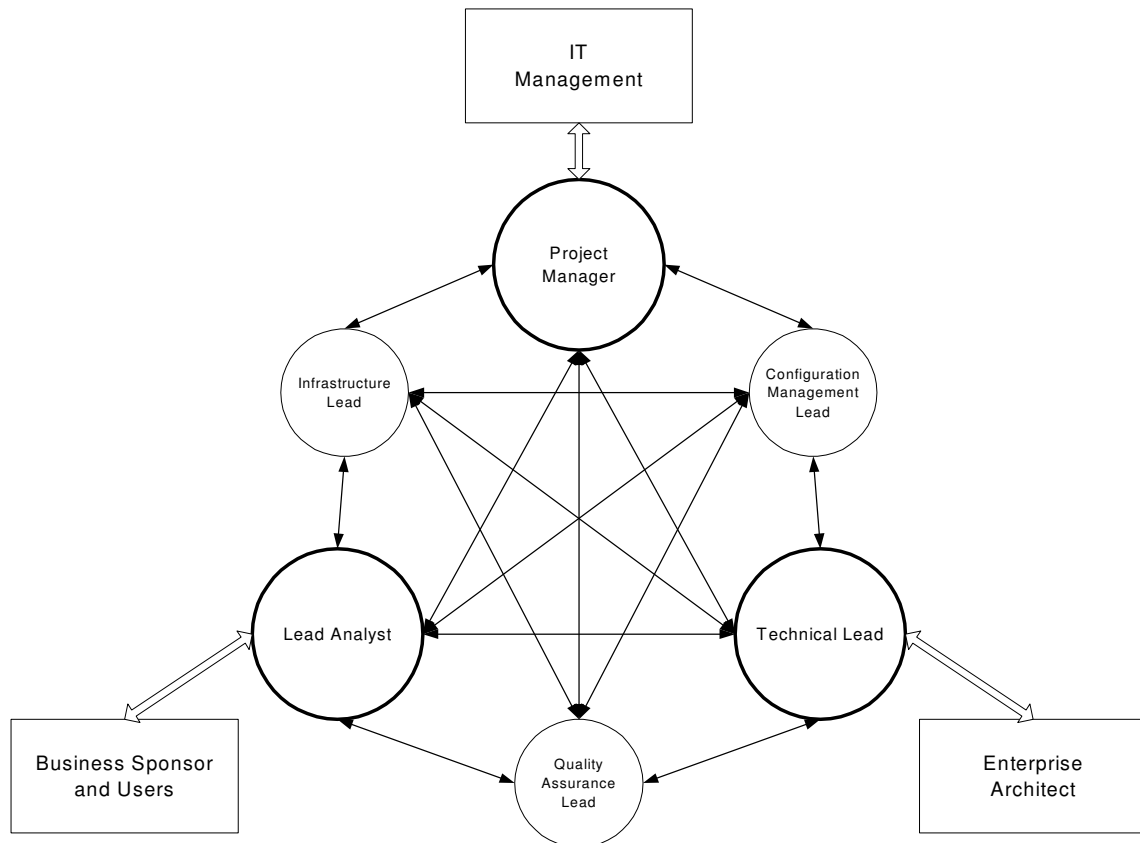 IT
Management
Project
Manager
Infrastructure
Lead
Configuration
Management
Lead
Lead Analyst
Technical Lead
Business Sponsor
and Users
Quality
Assurance
Lead
Enterprise
Architect